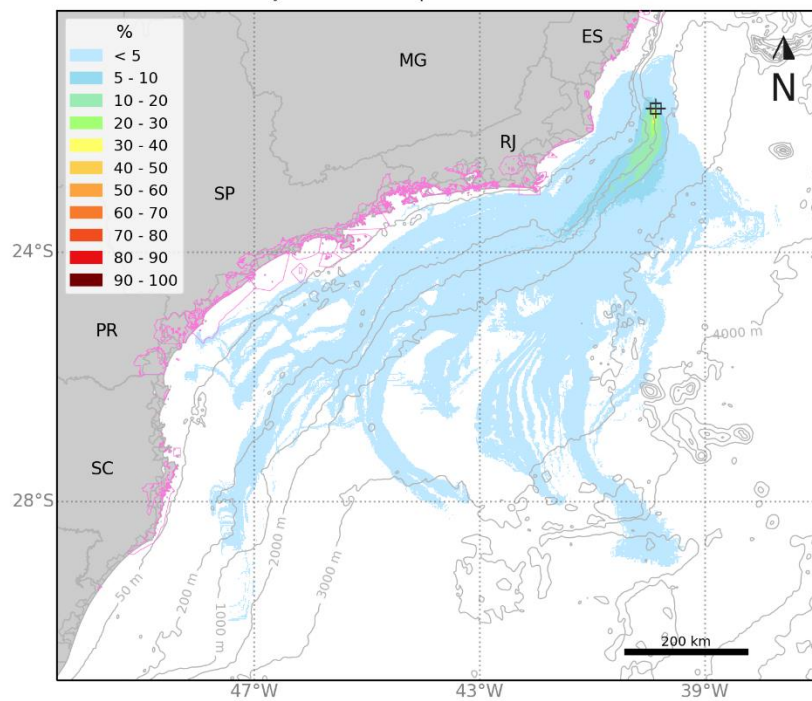 %
< 5
5 - 10
10 - 20
20 - 30
30 - 40
40 - 50
50 - 60
60 - 70
70 - 80
80 - 90
90 - 100
ES
MG
N
RJ
SP
24°S
PR
4000 m
SC
28°S
50 m
200 m
1000 m
2000 m
3000 m
200 km
47°W
43°W
39°W